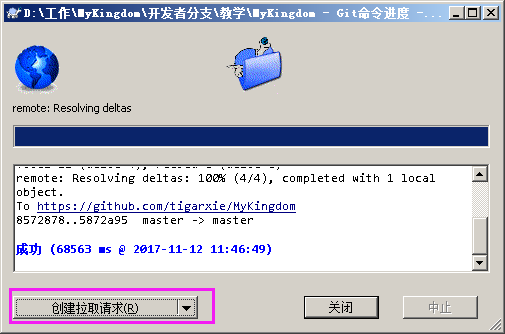 D:\工作\MyKingdom\开发者分支\教学\MyKingdom - Git命令进度 -...
remote: Resolving deltas
remote: Resolving deltas: 100% (4/4), completed with 1 local
object.
To https://github.com/tigarxie/MyKingdom
8572878..5872a95 master -> master
成功 (68563 ms @ 2017-11-12 11:46:49)
创建拉取请求(R)
关闭
中止